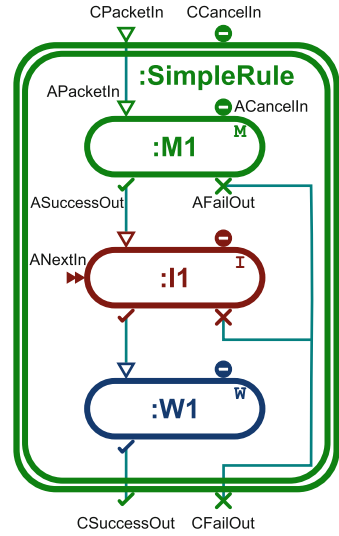 CPacketIn CCancelIn
:SimpleRule
APacketIn
ACancelIn
M
:M1
ASuccessOut AFailOut
ANextIn
I
:I1
W
:W1
CSuccessOut CFailOut